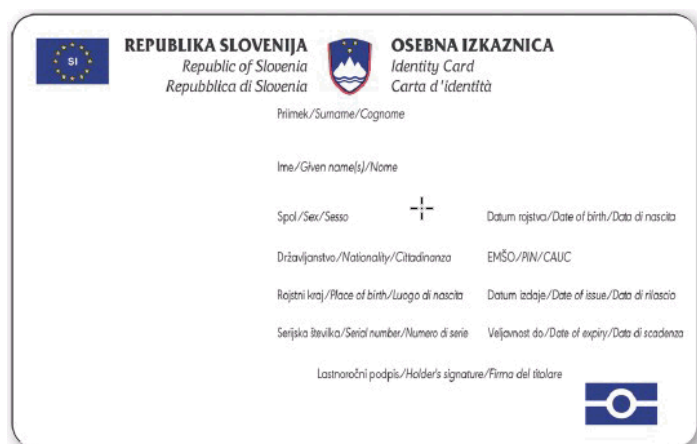 SI
REPUBLIKA SLOVENIJA
Republic of Slovenia
Repubblica di Slovenia
OSEBNA IZKAZNICA
Identity Card
Carta d'identità
Priimek/Surname/Cognome
Ime/Given name(s)/Nome
Spol/Sex/Sesso
Datum rojstva/Date of birth/Data di nascita
Državljanstvo/Nationality/Cittadinanza
EMŠO/PIN/CAUC
Rojstni kraj/Place of birth/Luogo di nascita
Datum izdaje/Date of issue/Data di rilascio
Serijska številka/Serial number/Numero di serie
Veljavnost do/Date of expiry/Data di scadenza
Lastnoročni podpis/Holder's signature/Firma del titolare